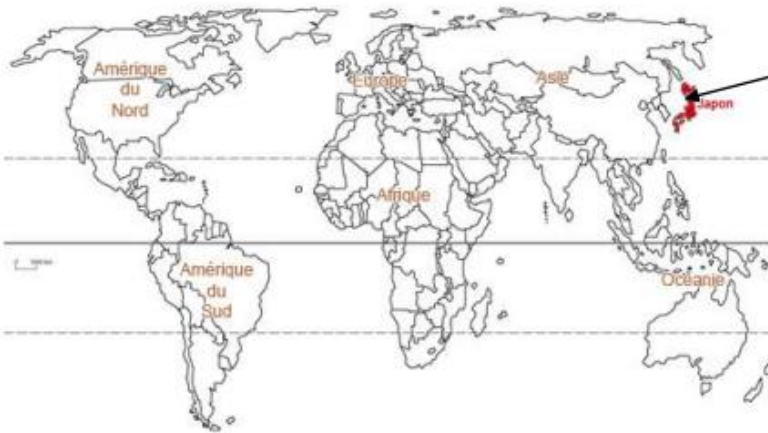 Amérique
du
Nord
Europe
Asie
Japon
Afrique
Amérique
du
Sud
Océanie